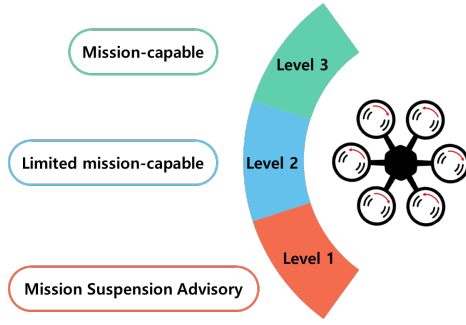 Mission-capable
Level 3
Limited mission-capable
Level 2
Level 1
Mission Suspension Advisory